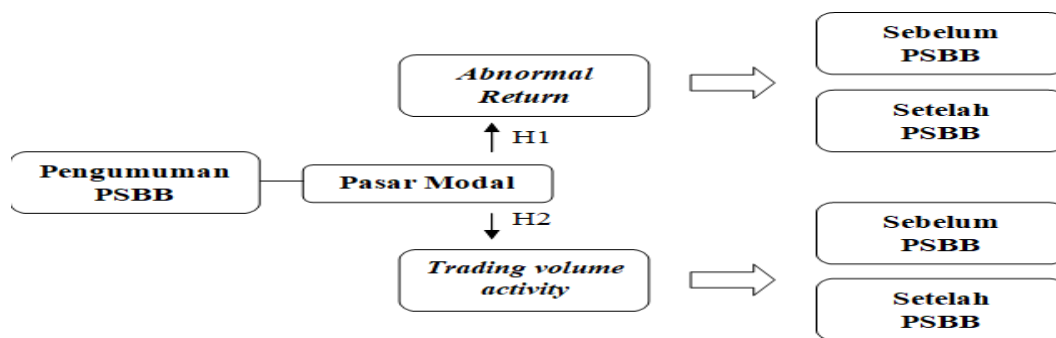 Sebelum
PSBB
Abnormal
Return
Setelah
PSBB
H1
Pengumuman
PSBB
Pasar Modal
H2
Sebelum
PSBB
Trading volume
activity
Setelah
PSBB